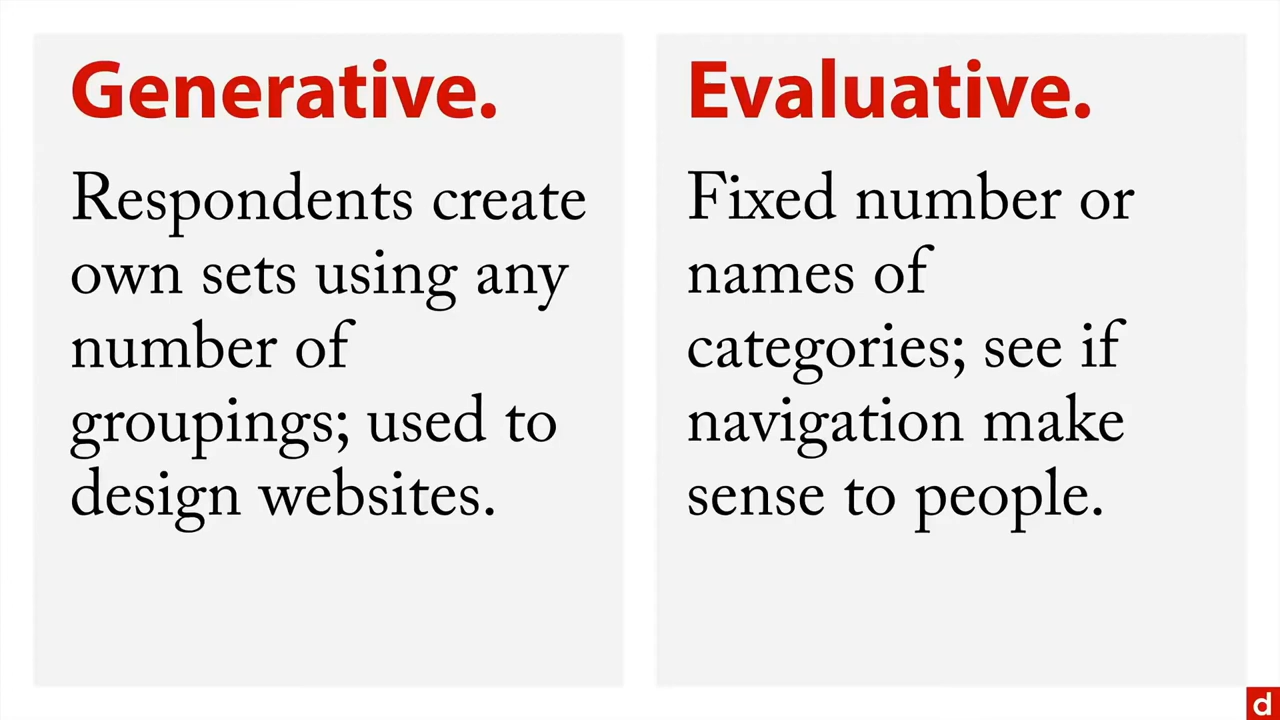 Generative.
Respondents create
own sets using any
number of
groupings; used to
design websites.
Evaluative.
Fixed number or
names of
categories; see if
navigation make
sense to people.
d